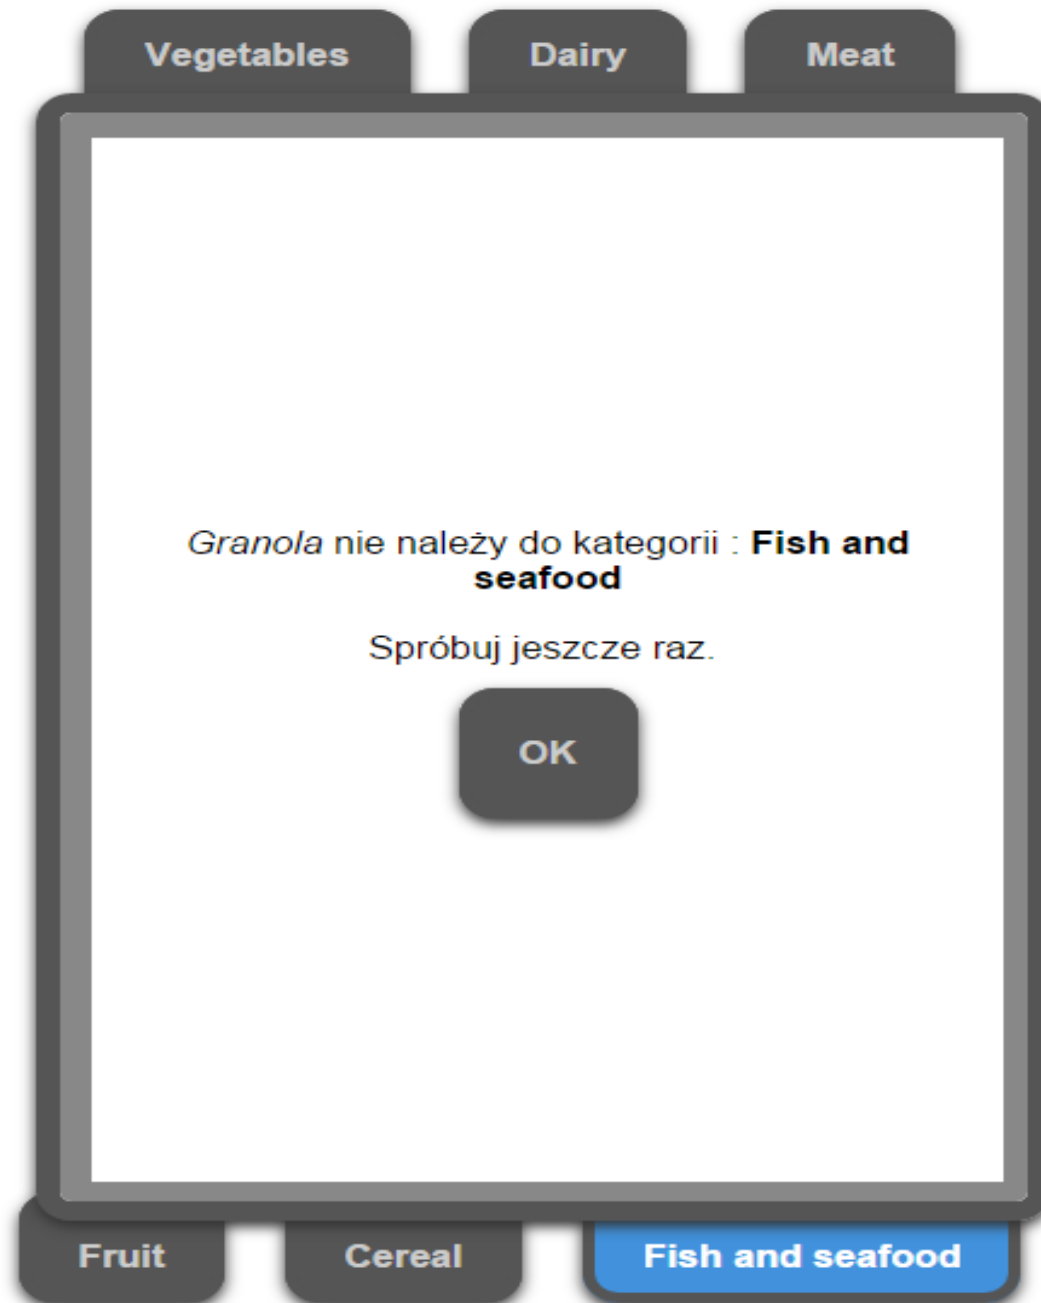 Vegetables
Dairy
Meat
Granola nie należy do kategorii : Fish and
seafood
Spróbuj jeszcze raz.
OK
Fruit
Cereal
Fish and seafood